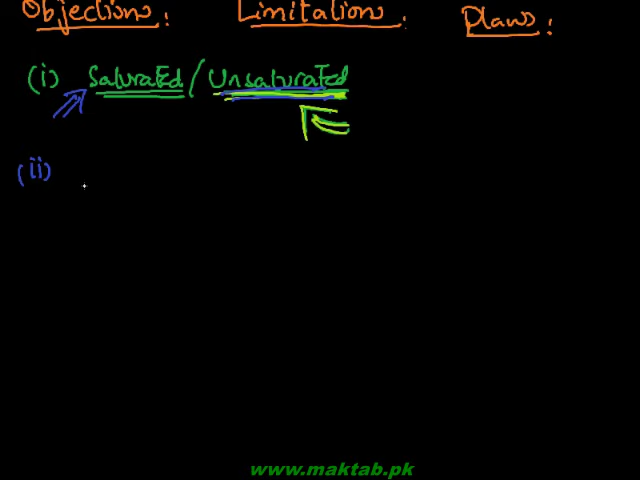 Objections: Limitations: Flaws:
(i) Saturated / Unsaturated
(ii)
www.maktab.pk